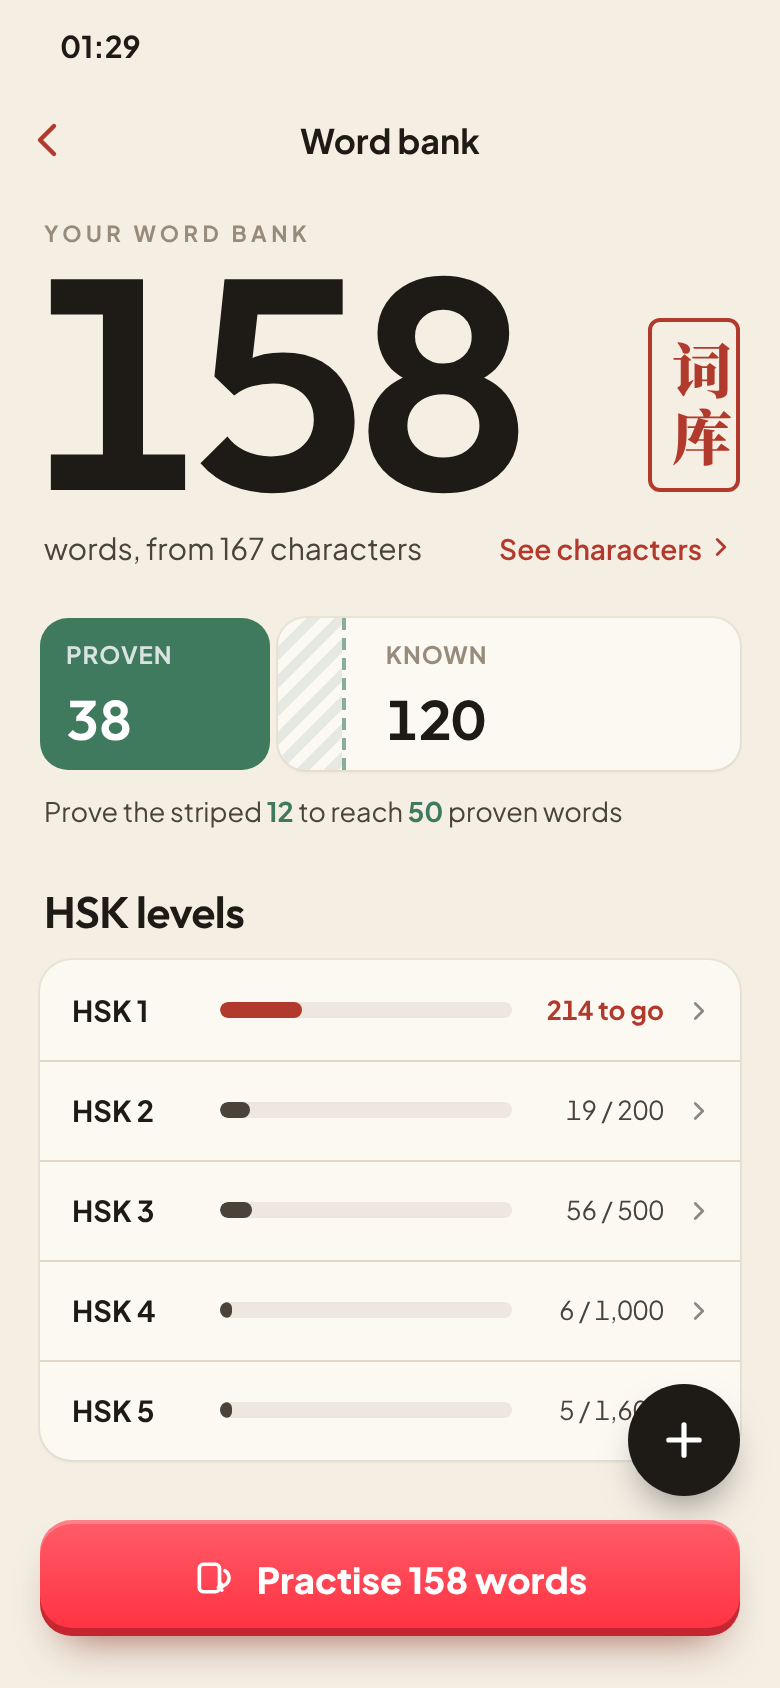 01:29
Word bank
YOUR WORD BANK
158
词库
words, from 167 characters
See characters
PROVEN
38
KNOWN
120
Prove the striped 12 to reach 50 proven words
HSK levels
HSK 1 214 to go
HSK 2 19 / 200
HSK 3 56 / 500
HSK 4 6 / 1,000
HSK 5 5 /
Practise 158 words